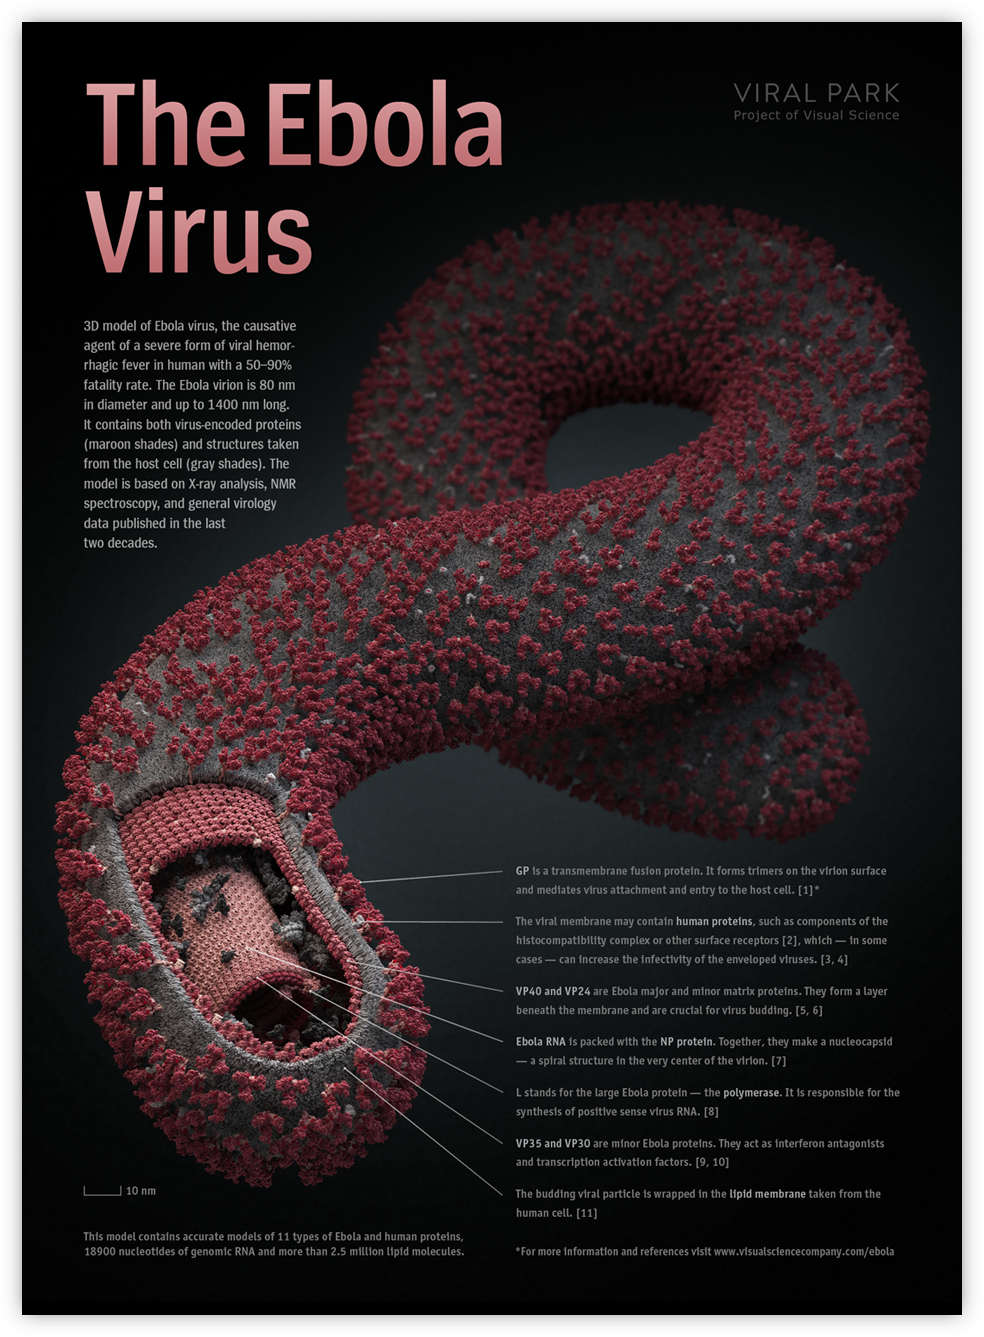 The Ebola
Virus
VIRAL PARK
Project of Visual Science
3D model of Ebola virus, the causative
agent of a severe form of viral hemor-
rhagic fever in human with a 50–90%
fatality rate. The Ebola virion is 80 nm
in diameter and up to 1400 nm long.
It contains both virus-encoded proteins
(maroon shades) and structures taken
from the host cell (gray shades). The
model is based on X-ray analysis, NMR
spectroscopy, and general virology
data published in the last
two decades.
GP is a transmembrane fusion protein. It forms trimers on the virion surface
and mediates virus attachment and entry to the host cell. [1]*
The viral membrane may contain human proteins, such as components of the
histocompatibility complex or other surface receptors [2], which — in some
cases — can increase the infectivity of the enveloped viruses. [3, 4]
VP40 and VP24 are Ebola major and minor matrix proteins. They form a layer
beneath the membrane and are crucial for virus budding. [5, 6]
Ebola RNA is packed with the NP protein. Together, they make a nucleocapsid
— a spiral structure in the very center of the virion. [7]
L stands for the large Ebola protein — the polymerase. It is responsible for the
synthesis of positive sense virus RNA. [8]
VP35 and VP30 are minor Ebola proteins. They act as interferon antagonists
and transcription activation factors. [9, 10]
The budding viral particle is wrapped in the lipid membrane taken from the
human cell. [11]
10 nm
This model contains accurate models of 11 types of Ebola and human proteins,
18900 nucleotides of genomic RNA and more than 2.5 million lipid molecules.
*For more information and references visit www.visualsciencecompany.com/ebola